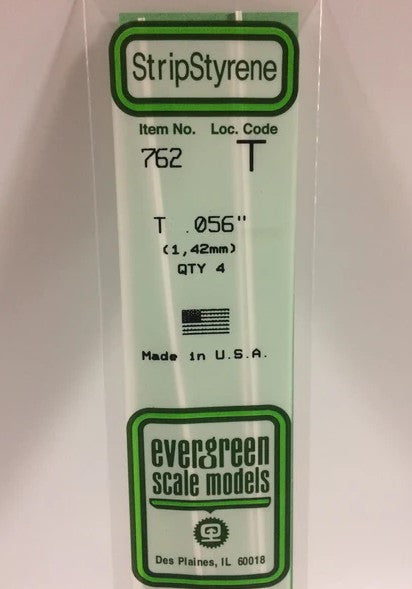 StripStyrene
Item No. Loc. Code
762 T
T .056"
(1,42mm)
QTY 4
Made in U.S.A.
evergreen
scale models
Des Plaines, IL 60018